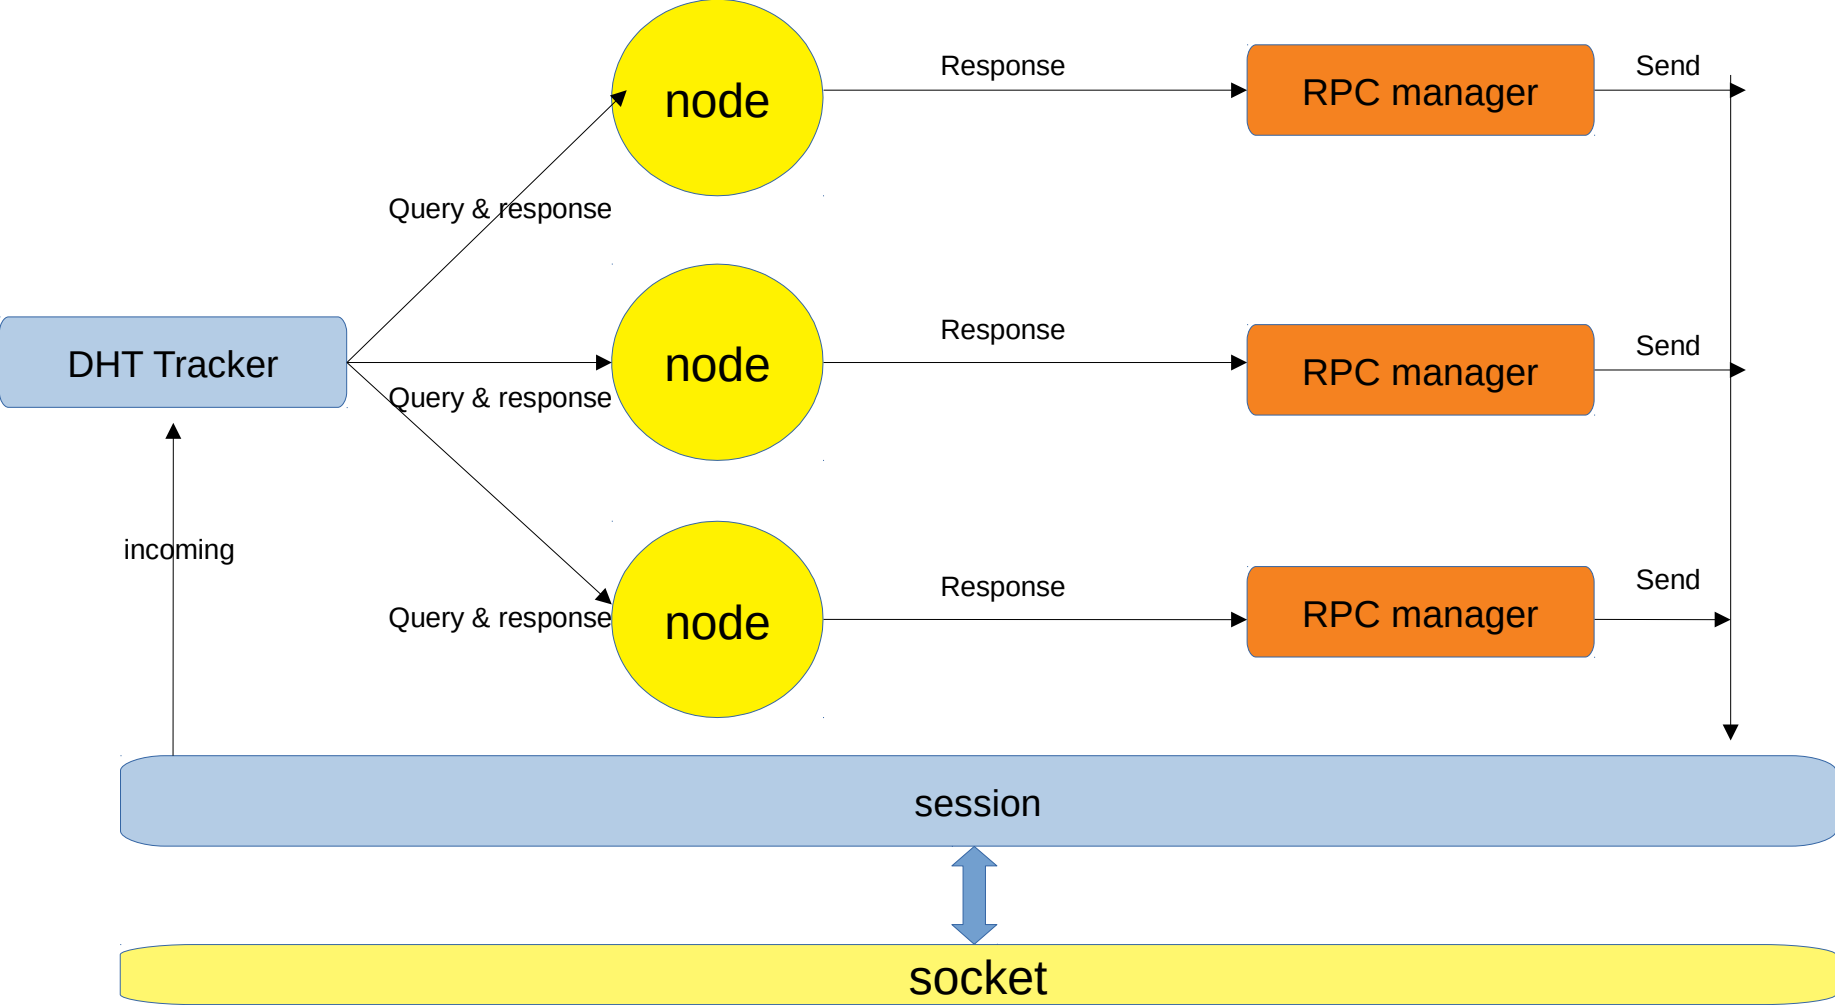 node
Response
RPC manager
Send
Query & response
DHT Tracker
node
Response
RPC manager
Send
Query & response
incoming
node
Response
RPC manager
Send
Query & response
session
socket